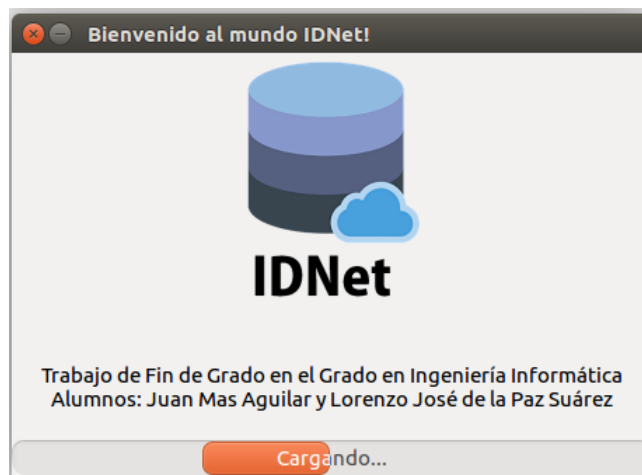 Bienvenido al mundo IDNet!
IDNet
Trabajo de Fin de Grado en el Grado en Ingeniería Informática
Alumnos: Juan Mas Aguilar y Lorenzo José de la Paz Suárez
Cargando...